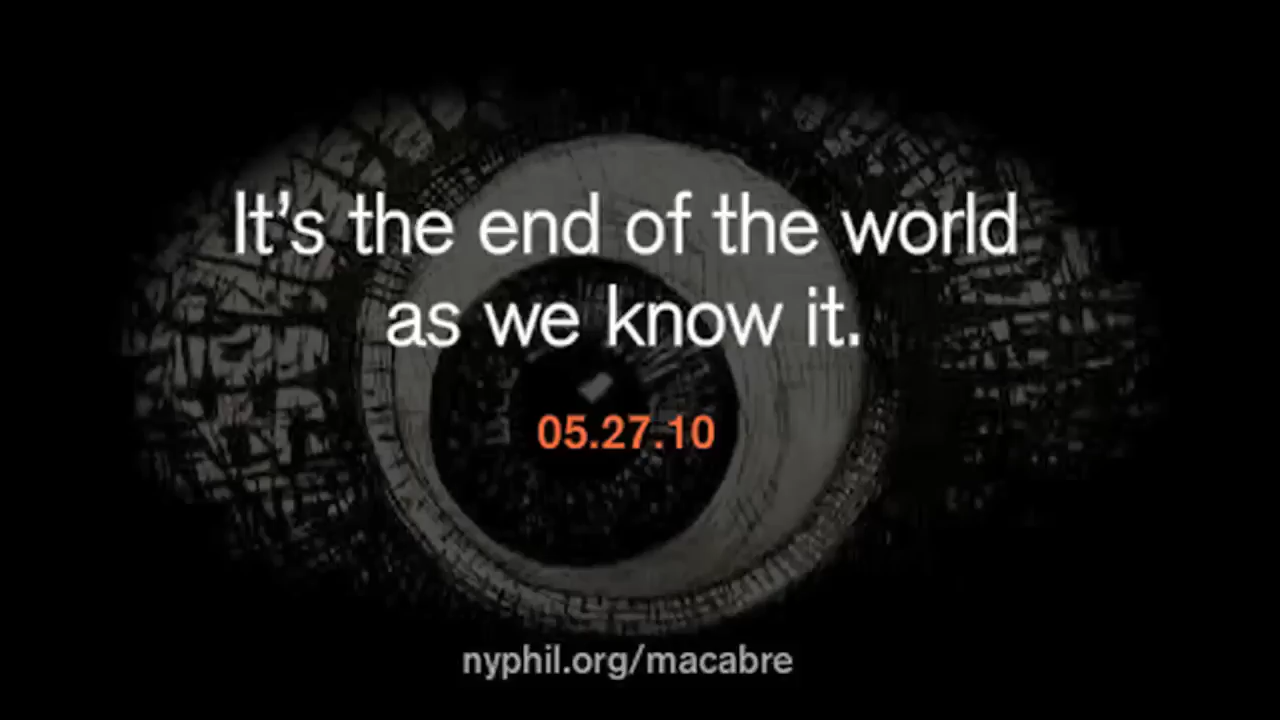 It's the end of the world
as we know it.
05.27.10
nyphil.org/macabre